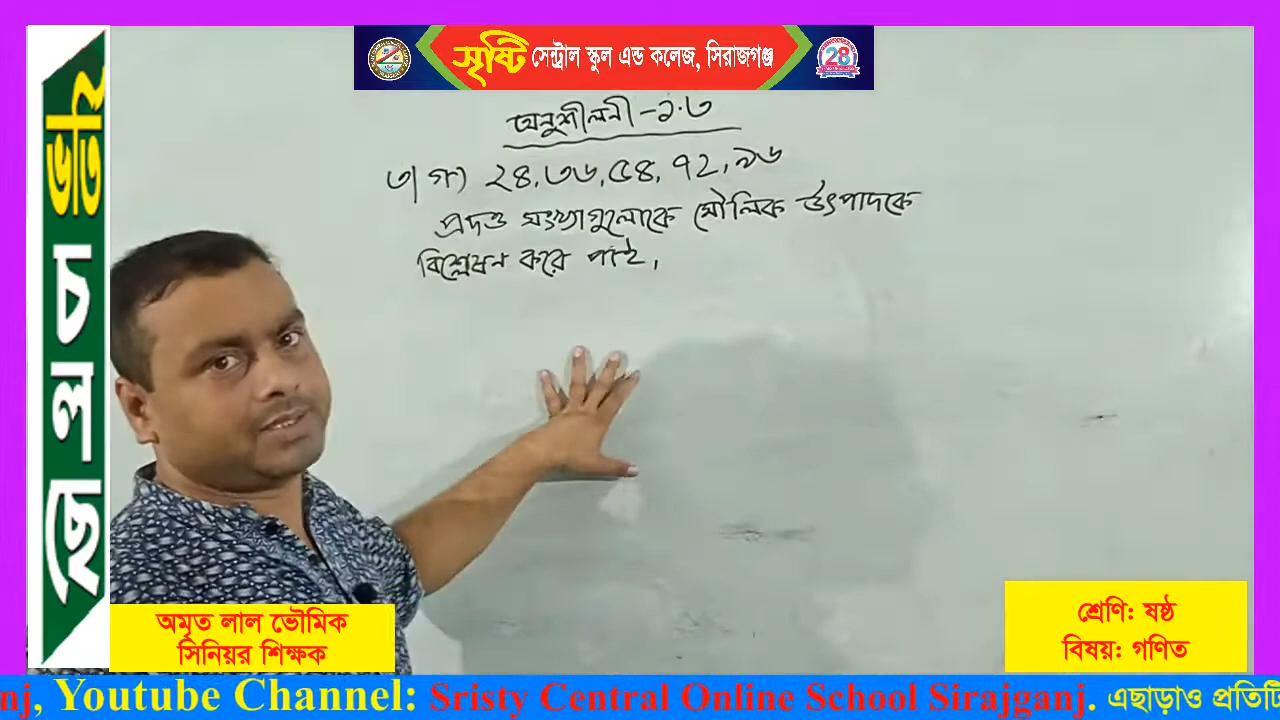 সৃষ্টি সেন্ট্রাল স্কুল এন্ড কলেজ, সিরাজগঞ্জ
28
অনুশীলনী-১.৩
৩। গ) ২৪, ৩৬, ৫৪, ৭২, ৯৬
প্রদত্ত সংখ্যাগুলোকে মৌলিক উৎপাদকে
বিশ্লেষণ করে পাই,
ভর্তি চলছে
অমৃত লাল ভৌমিক
সিনিয়র শিক্ষক
শ্রেণি: ষষ্ঠ
বিষয়: গণিত
nj, Youtube Channel: Sristy Central Online School Sirajganj. এছাড়াও প্রতিটি